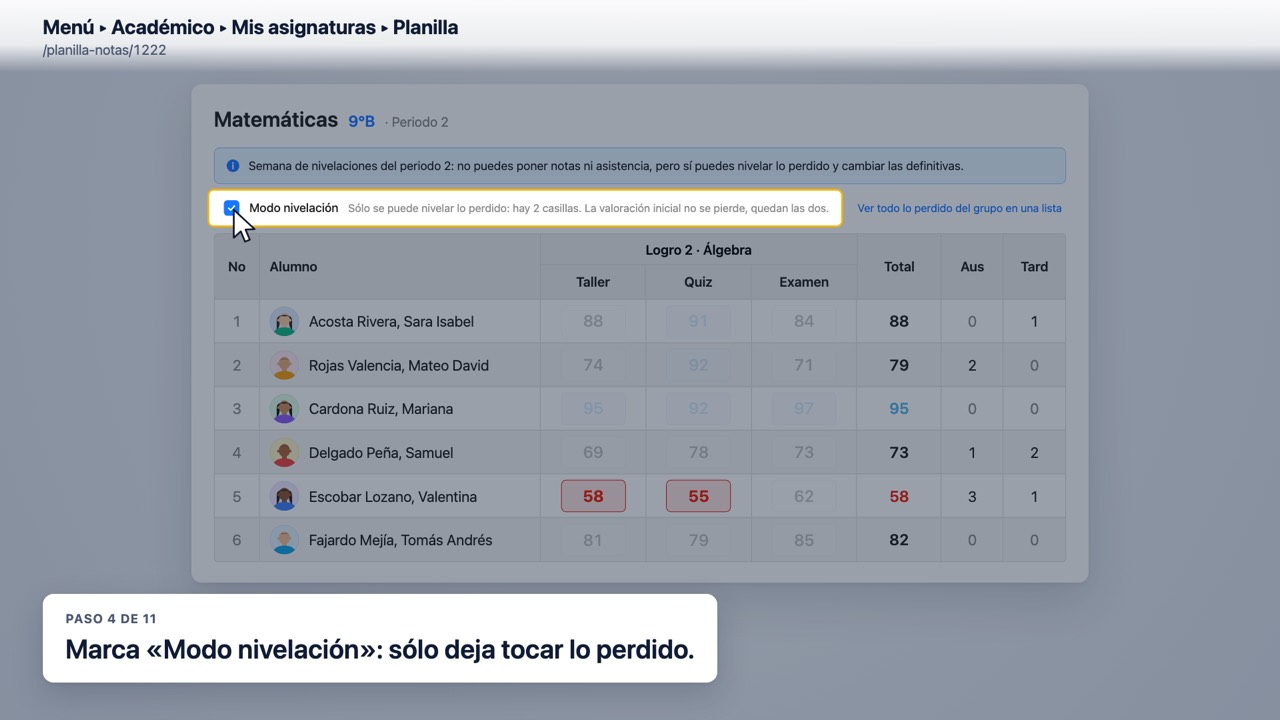 Menú ▸ Académico ▸ Mis asignaturas ▸ Planilla
/planilla-notas/1222
Matemáticas 9°B · Periodo 2
Semana de nivelaciones del periodo 2: no puedes poner notas ni asistencia, pero sí puedes nivelar lo perdido y cambiar las definitivas.
Modo nivelación Sólo se puede nivelar lo perdido: hay 2 casillas. La valoración inicial no se pierde, quedan las dos. Ver todo lo perdido del grupo en una lista
No Alumno Logro 2 · Álgebra Total Aus Tard
Taller Quiz Examen
1 Acosta Rivera, Sara Isabel 88 91 84 88 0 1
2 Rojas Valencia, Mateo David 74 92 71 79 2 0
3 Cardona Ruiz, Mariana 95 92 97 95 0 0
4 Delgado Peña, Samuel 69 78 73 73 1 2
5 Escobar Lozano, Valentina 58 55 62 58 3 1
6 Fajardo Mejía, Tomás Andrés 81 79 85 82 0 0
PASO 4 DE 11
Marca «Modo nivelación»: sólo deja tocar lo perdido.